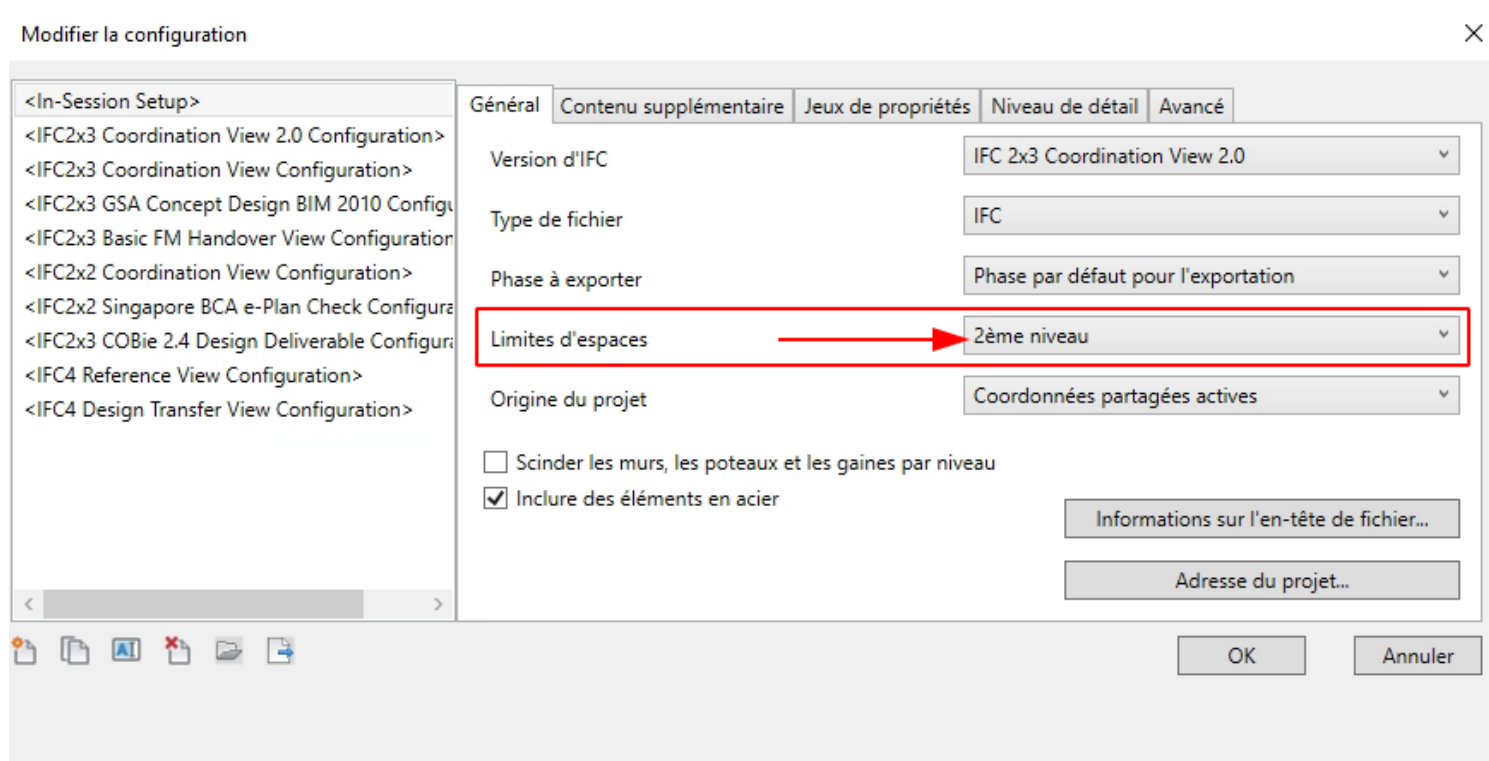 Modifier la configuration
<In-Session Setup>
<IFC2x3 Coordination View 2.0 Configuration>
<IFC2x3 Coordination View Configuration>
<IFC2x3 GSA Concept Design BIM 2010 Configu
<IFC2x3 Basic FM Handover View Configuration
<IFC2x2 Coordination View Configuration>
<IFC2x2 Singapore BCA e-Plan Check Configura
<IFC2x3 COBie 2.4 Design Deliverable Configura
<IFC4 Reference View Configuration>
<IFC4 Design Transfer View Configuration>
Général Contenu supplémentaire Jeux de propriétés Niveau de détail Avancé
Version d'IFC IFC 2x3 Coordination View 2.0
Type de fichier IFC
Phase à exporter Phase par défaut pour l'exportation
Limites d'espaces 2ème niveau
Origine du projet Coordonnées partagées actives
Scinder les murs, les poteaux et les gaines par niveau
Inclure des éléments en acier
Informations sur l'en-tête de fichier...
Adresse du projet...
AI
OK Annuler